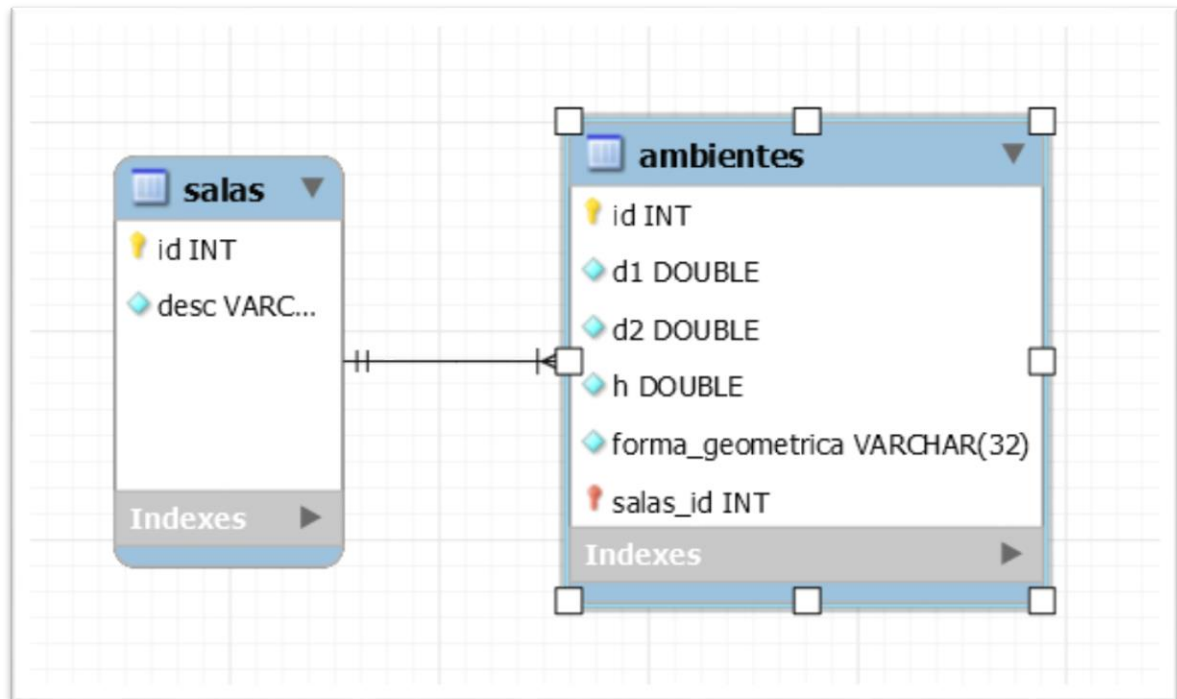 salas
id INT
desc VARC...
Indexes
ambientes
id INT
d1 DOUBLE
d2 DOUBLE
h DOUBLE
forma_geometrica VARCHAR(32)
salas_id INT
Indexes